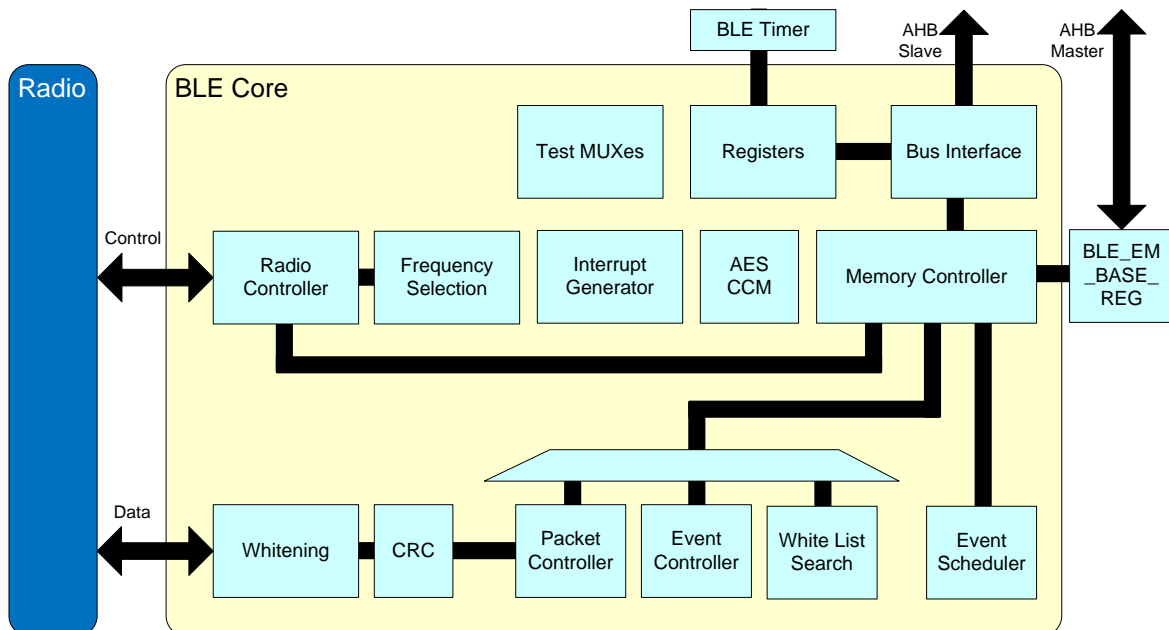 BLE Timer
AHB
Slave
AHB
Master
Radio
BLE Core
Test MUXes
Registers
Bus Interface
Control
Radio
Controller
Frequency
Selection
Interrupt
Generator
AES
CCM
Memory Controller
BLE_EM
_BASE_
REG
Data
Whitening
CRC
Packet
Controller
Event
Controller
White List
Search
Event
Scheduler